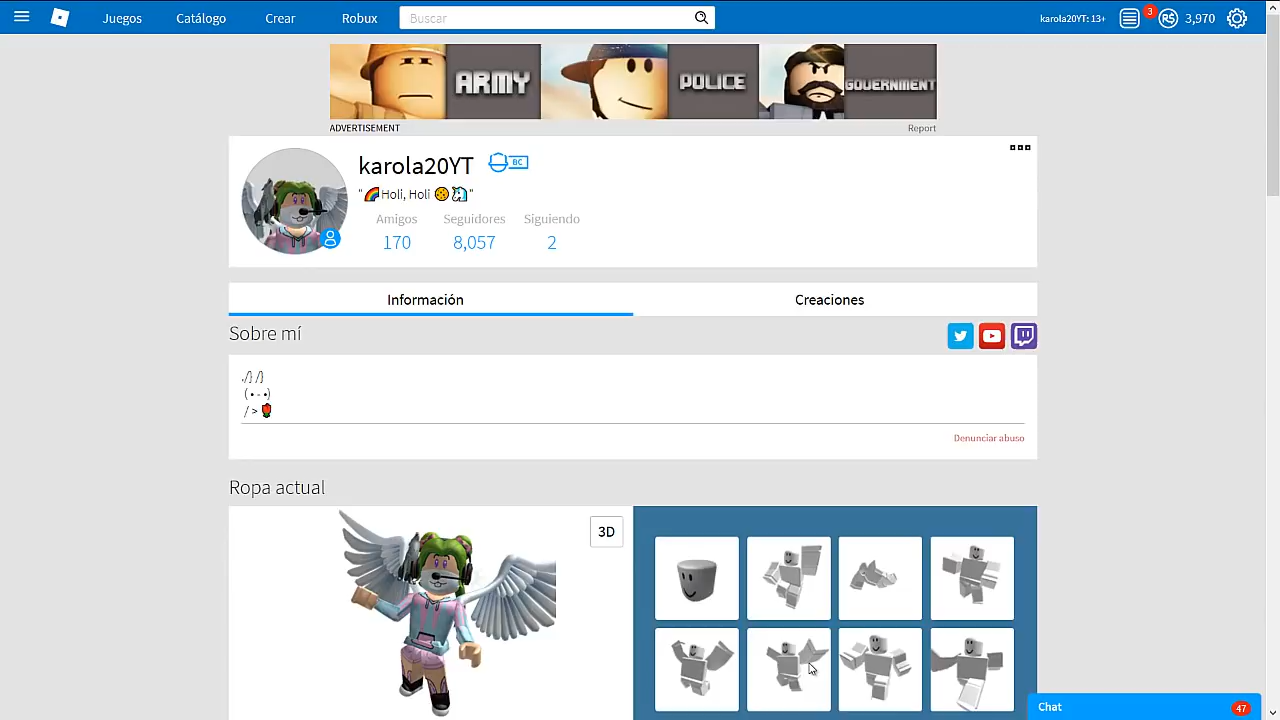 Juegos Catálogo Crear Robux Buscar karola20YT: 13+ 3 R$ 3,970
ARMY POLICE GOVERNMENT
ADVERTISEMENT Report
karola20YT BC
"🌈Holi, Holi 🍪🦄"
Amigos Seguidores Siguiendo
170 8,057 2
Información Creaciones
Sobre mí
./) /)
(• - •)
/ > 🌹
Denunciar abuso
Ropa actual
3D
Chat 47